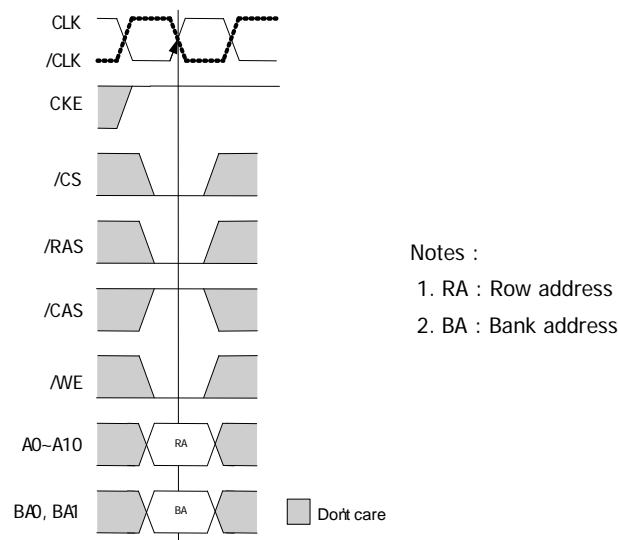 CLK
/CLK
CKE
/CS
/RAS
/CAS
/WE
A0~A10
RA
BA0, BA1
BA
Don't care
Notes :
1. RA : Row address
2. BA : Bank address